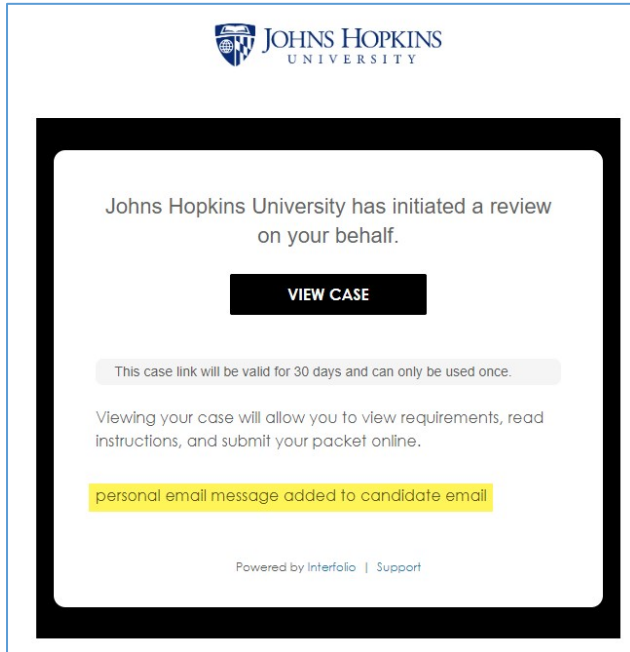 JOHNS HOPKINS
UNIVERSITY
Johns Hopkins University has initiated a review
on your behalf.
VIEW CASE
This case link will be valid for 30 days and can only be used once.
Viewing your case will allow you to view requirements, read
instructions, and submit your packet online.
personal email message added to candidate email
Powered by Interfolio | Support